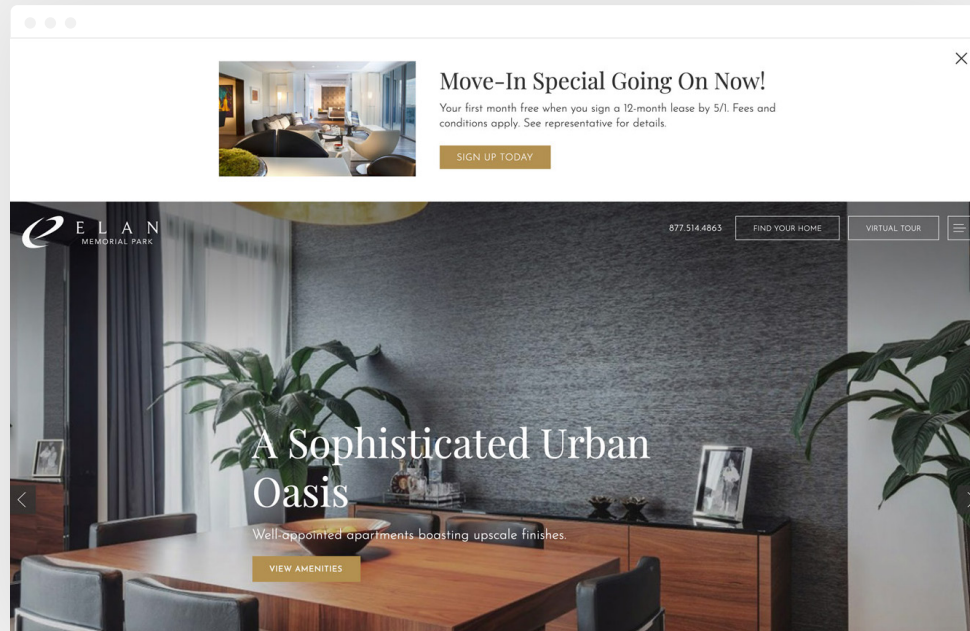 Move-In Special Going On Now!
Your first month free when you sign a 12-month lease by 5/1. Fees and
conditions apply. See representative for details.
SIGN UP TODAY
ELAN
MEMORIAL PARK
877.514.4863
FIND YOUR HOME
VIRTUAL TOUR
A Sophisticated Urban
Oasis
Well-appointed apartments boasting upscale finishes.
VIEW AMENITIES